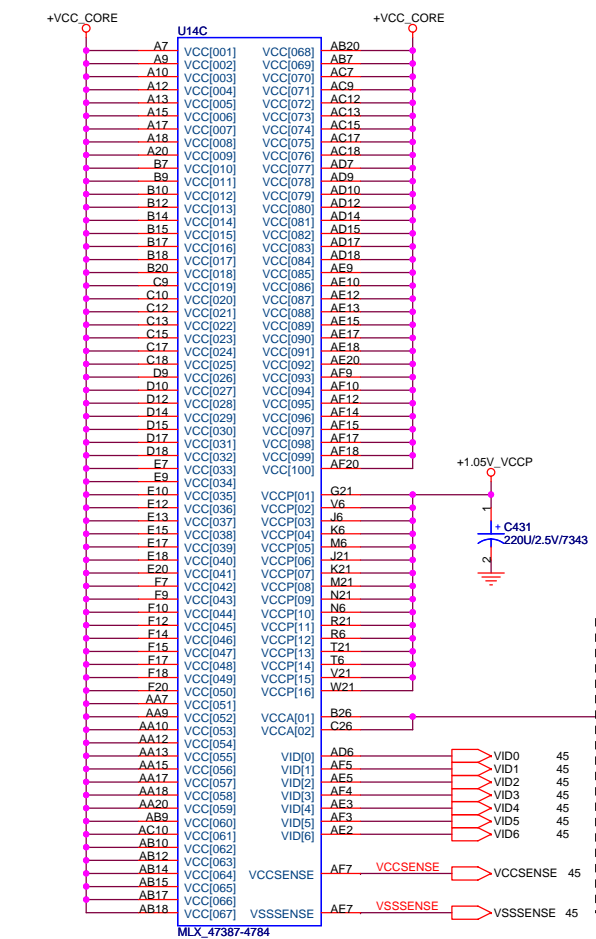 +VCC_CORE +VCC_CORE
U14C
A7 VCC[001] VCC[068] AB20
A9 VCC[002] VCC[069] AB7
A10 VCC[003] VCC[070] AC7
A12 VCC[004] VCC[071] AC9
A13 VCC[005] VCC[072] AC12
A15 VCC[006] VCC[073] AC13
A17 VCC[007] VCC[074] AC15
A18 VCC[008] VCC[075] AC17
A20 VCC[009] VCC[076] AC18
B7 VCC[010] VCC[077] AD7
B9 VCC[011] VCC[078] AD9
B10 VCC[012] VCC[079] AD10
B12 VCC[013] VCC[080] AD12
B14 VCC[014] VCC[081] AD14
B15 VCC[015] VCC[082] AD15
B17 VCC[016] VCC[083] AD17
B18 VCC[017] VCC[084] AD18
B20 VCC[018] VCC[085] AE9
C9 VCC[019] VCC[086] AE10
C10 VCC[020] VCC[087] AE12
C12 VCC[021] VCC[088] AE13
C13 VCC[022] VCC[089] AE15
C15 VCC[023] VCC[090] AE17
C17 VCC[024] VCC[091] AE18
C18 VCC[025] VCC[092] AE20
D9 VCC[026] VCC[093] AF9
D10 VCC[027] VCC[094] AF10
D12 VCC[028] VCC[095] AF12
D14 VCC[029] VCC[096] AF14
D15 VCC[030] VCC[097] AF15
D17 VCC[031] VCC[098] AF17
D18 VCC[032] VCC[099] AF18
E7 VCC[033] VCC[100] AF20
+1.05V_VCCP
E9 VCC[034]
E10 VCC[035] VCCP[01] G21
E12 VCC[036] VCCP[02] V6 1
E13 VCC[037] VCCP[03] J6
E15 VCC[038] VCCP[04] K6 + C431
E17 VCC[039] VCCP[05] M6 220U/2.5V/7343
E18 VCC[040] VCCP[06] J21 2
E20 VCC[041] VCCP[07] K21
F7 VCC[042] VCCP[08] M21
F9 VCC[043] VCCP[09] N21
F10 VCC[044] VCCP[10] N6
F12 VCC[045] VCCP[11] R21
F14 VCC[046] VCCP[12] R6
F15 VCC[047] VCCP[13] T21
F17 VCC[048] VCCP[14] T6
F18 VCC[049] VCCP[15] V21
F20 VCC[050] VCCP[16] W21
AA7 VCC[051]
AA9 VCC[052] VCCA[01] B26
AA10 VCC[053] VCCA[02] C26
AA12 VCC[054]
AA13 VCC[055] VID[0] AD6 VID0 45
AA15 VCC[056] VID[1] AF5 VID1 45
AA17 VCC[057] VID[2] AE5 VID2 45
AA18 VCC[058] VID[3] AF4 VID3 45
AA20 VCC[059] VID[4] AE3 VID4 45
AB9 VCC[060] VID[5] AF3 VID5 45
AC10 VCC[061] VID[6] AE2 VID6 45
AB10 VCC[062]
AB12 VCC[063]
AB14 VCC[064] VCCSENSE AF7 VCCSENSE VCCSENSE 45
AB15 VCC[065]
AB17 VCC[066]
AB18 VCC[067] VSSSENSE AE7 VSSSENSE VSSSENSE 45
MLX_47387-4784